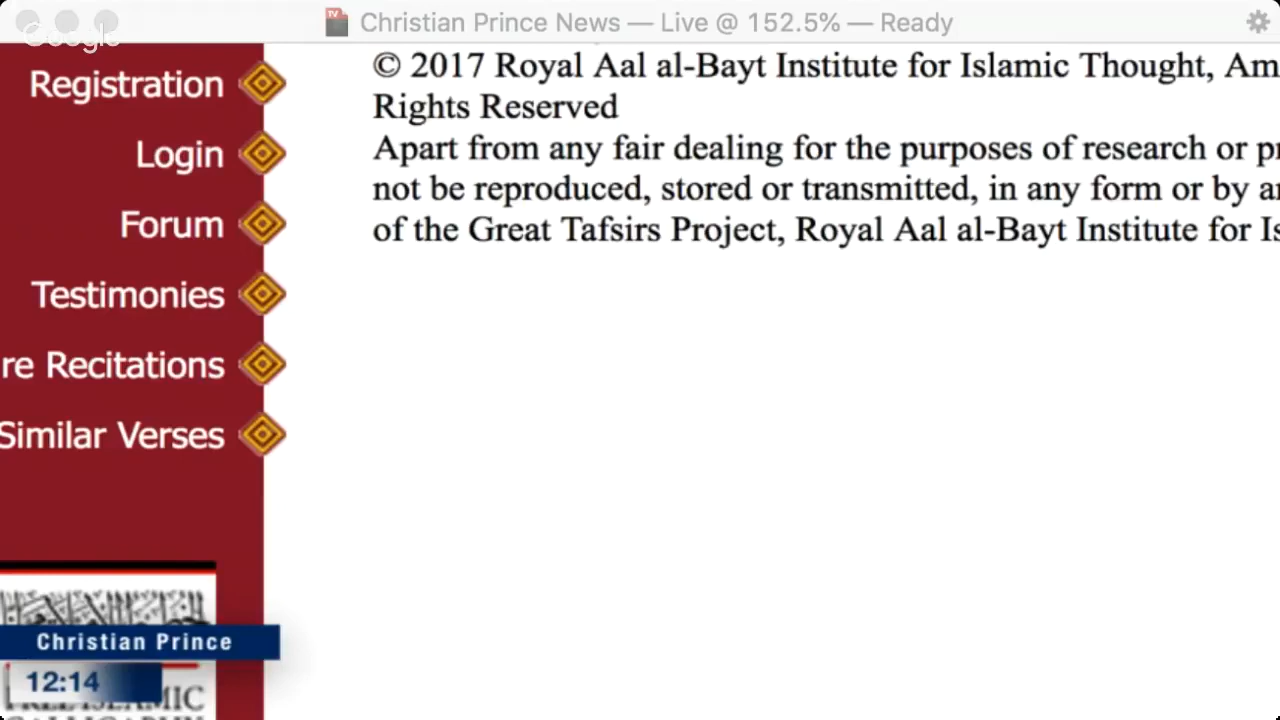 Christian Prince News — Live @ 152.5% — Ready
Google
Registration
Login
Forum
Testimonies
re Recitations
Similar Verses
© 2017 Royal Aal al-Bayt Institute for Islamic Thought, Am
Rights Reserved
Apart from any fair dealing for the purposes of research or pr
not be reproduced, stored or transmitted, in any form or by a
of the Great Tafsirs Project, Royal Aal al-Bayt Institute for Is
Christian Prince
12:14